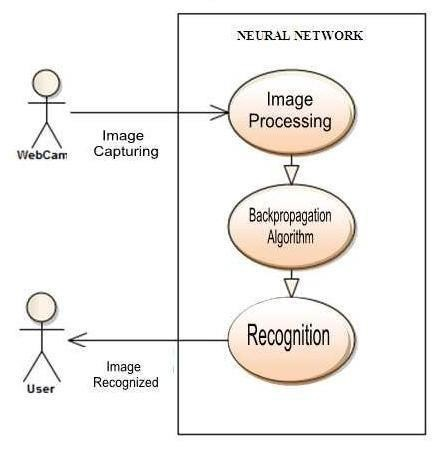 NEURAL NETWORK
Image
Processing
Image
Capturing
WebCam
Backpropagation
Algorithm
Recognition
Image
Recognized
User